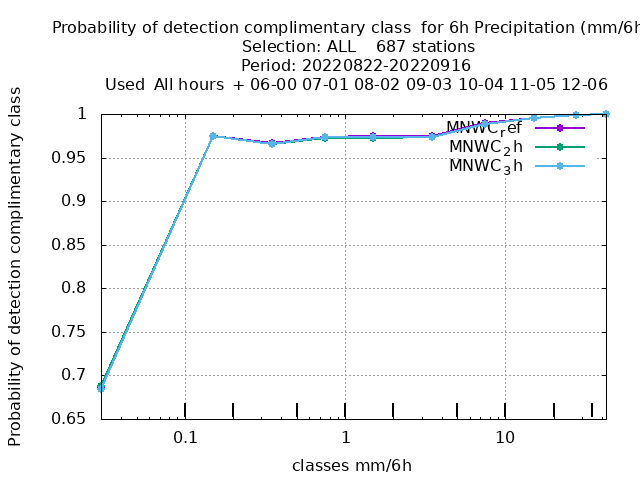 Probability of detection complimentary class for 6h Precipitation (mm/6h
Selection: ALL 687 stations
Period: 20220822-20220916
Used All hours + 06-00 07-01 08-02 09-03 10-04 11-05 12-06
Probability of detection complimentary class
1
0.95
0.9
0.85
0.8
0.75
0.7
0.65
MNWCref
MNWC2h
MNWC3h
0.1
1
10
classes mm/6h